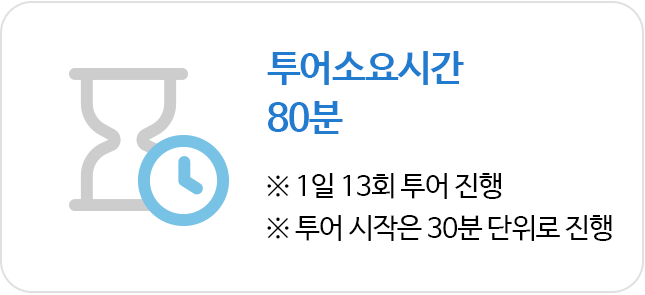 투어소요시간
80분
※ 1일 13회 투어 진행
※ 투어 시작은 30분 단위로 진행